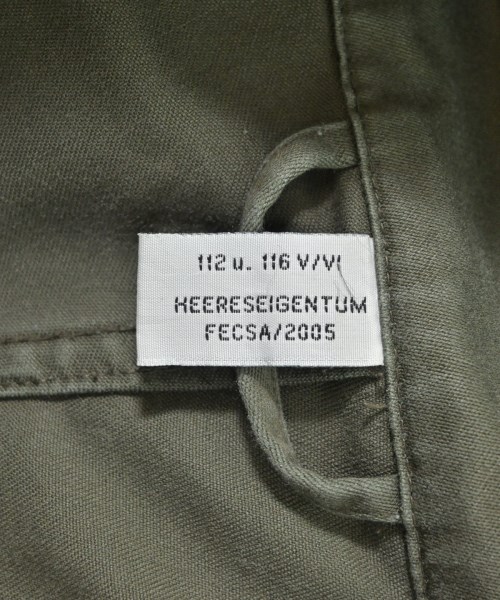 112 u. 116 V/VI
HEERESEIGENTUM
FECSA/2005